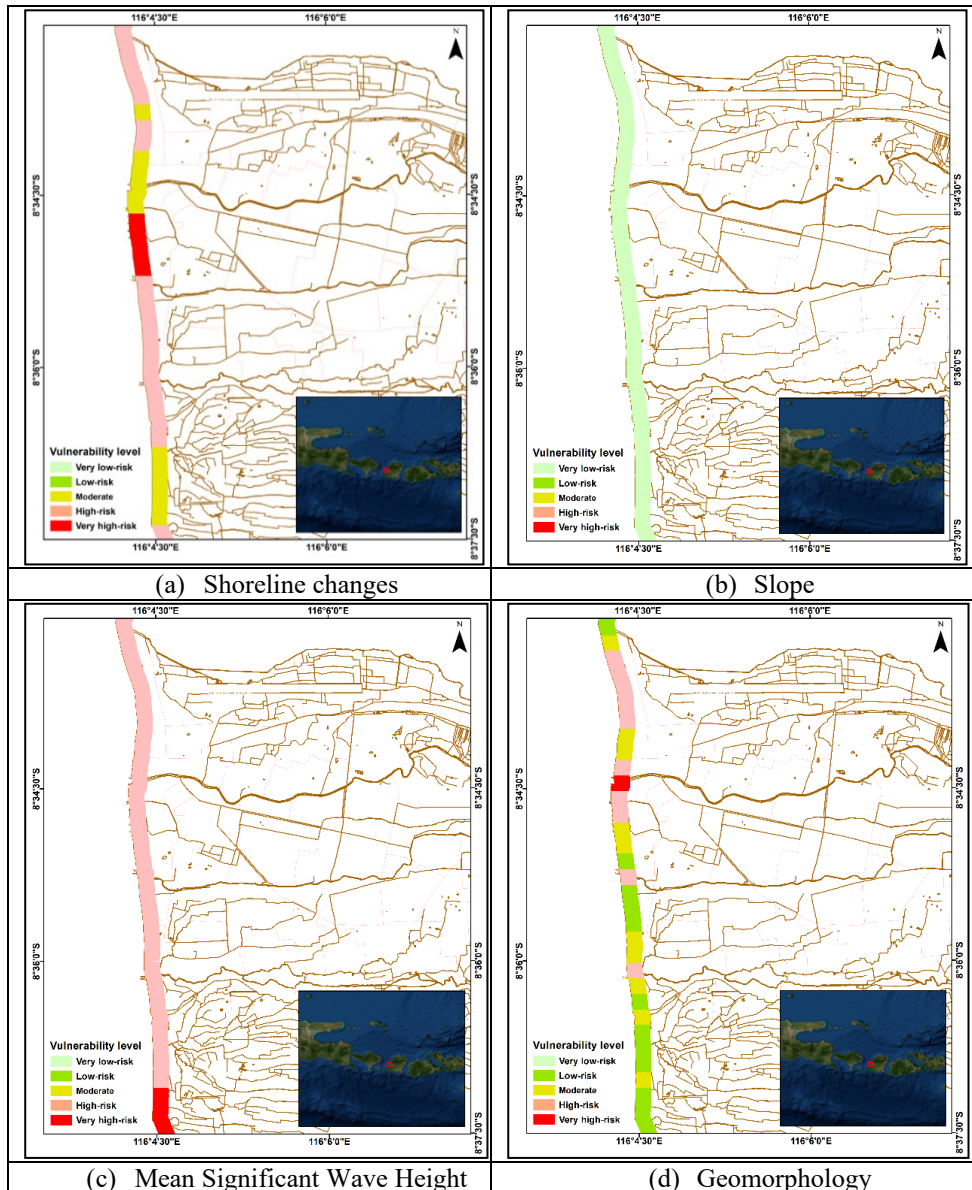 116°4'30"E 116°6'0"E
N
8°34'30"S 8°34'30"S
8°36'0"S 8°36'0"S
Vulnerability level
Very low-risk
Low-risk
Moderate
High-risk
Very high-risk
8°37'30"S
116°4'30"E 116°6'0"E
(a) Shoreline changes
116°4'30"E 116°6'0"E
N
8°34'30"S 8°34'30"S
8°36'0"S 8°36'0"S
Vulnerability level
Very low-risk
Low-risk
Moderate
High-risk
Very high-risk
8°37'30"S
116°4'30"E 116°6'0"E
(b) Slope
116°4'30"E 116°6'0"E
N
8°34'30"S 8°34'30"S
8°36'0"S 8°36'0"S
Vulnerability level
Very low-risk
Low-risk
Moderate
High-risk
Very high-risk
8°37'30"S
116°4'30"E 116°6'0"E
(c) Mean Significant Wave Height
116°4'30"E 116°6'0"E
N
8°34'30"S 8°34'30"S
8°36'0"S 8°36'0"S
Vulnerability level
Very low-risk
Low-risk
Moderate
High-risk
Very high-risk
8°37'30"S
116°4'30"E 116°6'0"E
(d) Geomorphology